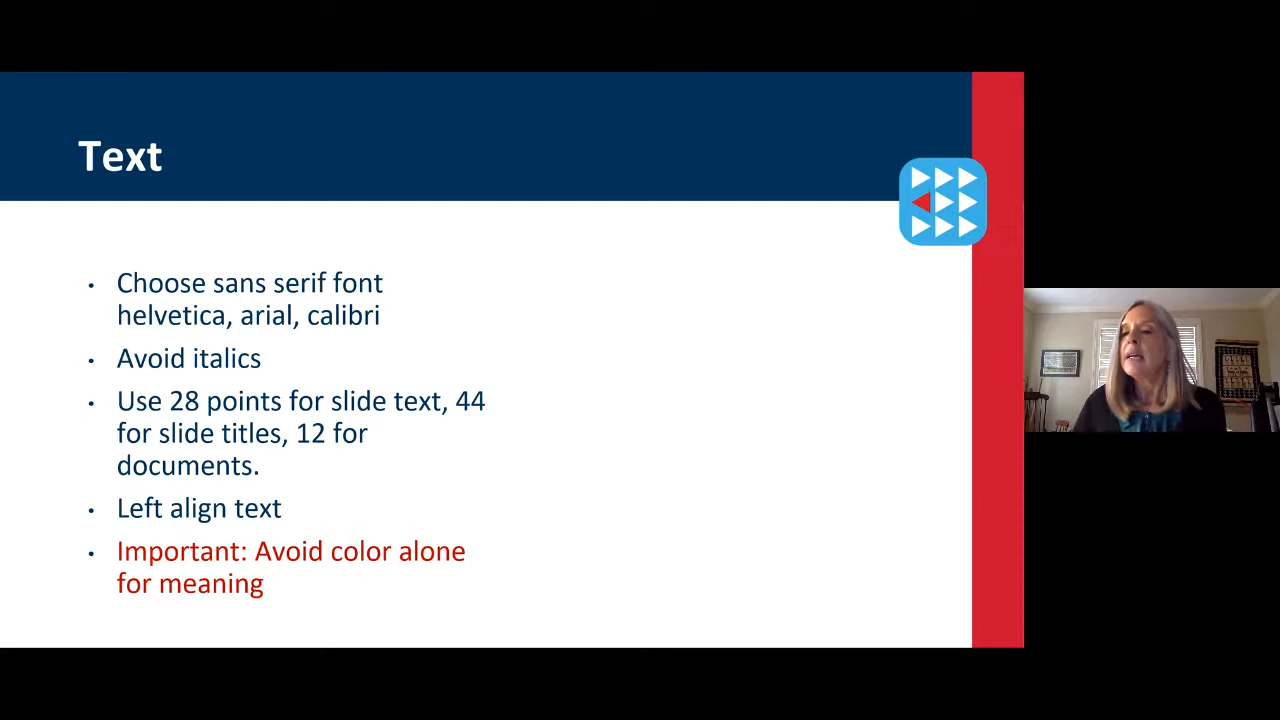 Text
• Choose sans serif font
helvetica, arial, calibri
• Avoid italics
• Use 28 points for slide text, 44
for slide titles, 12 for
documents.
• Left align text
• Important: Avoid color alone
for meaning